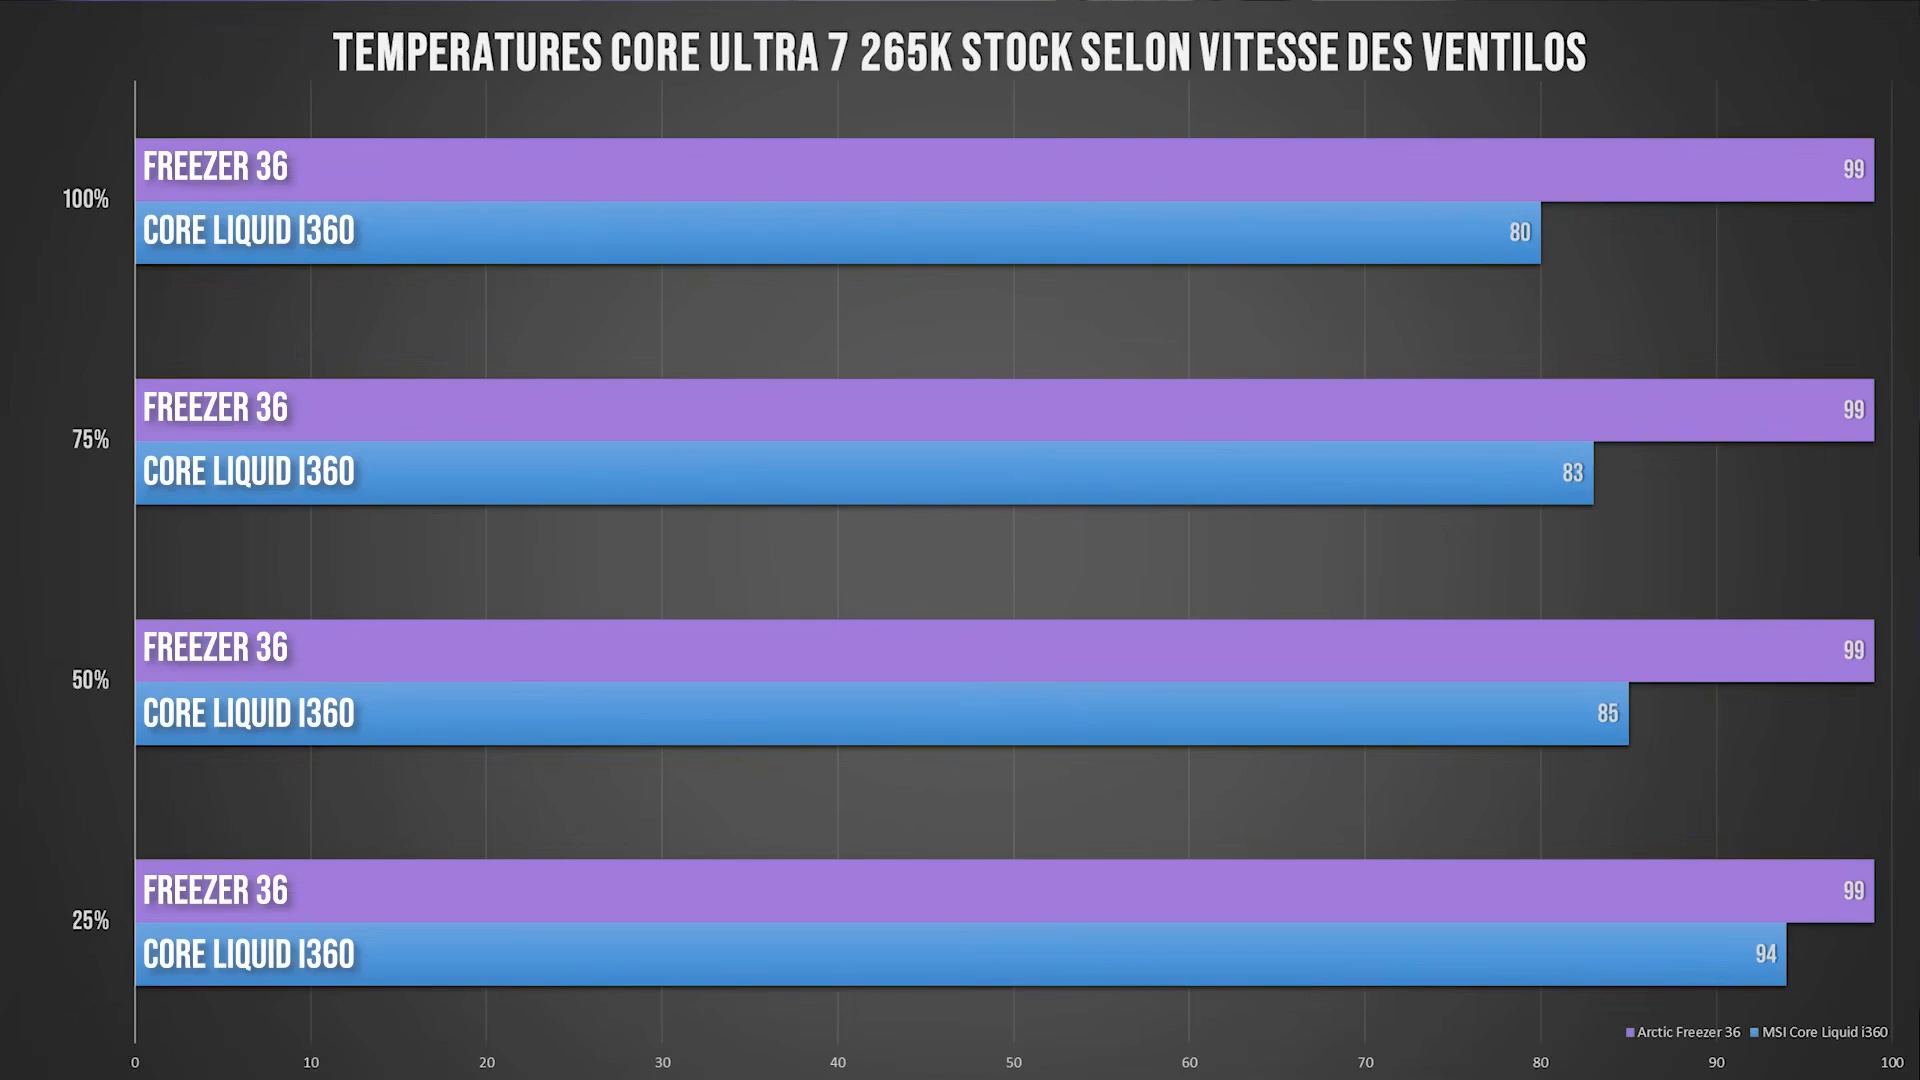 TEMPERATURES CORE ULTRA 7 265K STOCK SELON VITESSE DES VENTILOS
FREEZER 36 99
100%
CORE LIQUID I360 80
FREEZER 36 99
75%
CORE LIQUID I360 83
FREEZER 36 99
50%
CORE LIQUID I360 85
FREEZER 36 99
25%
CORE LIQUID I360 94
Arctic Freezer 36 MSI Core Liquid i360
0 10 20 30 40 50 60 70 80 90 100